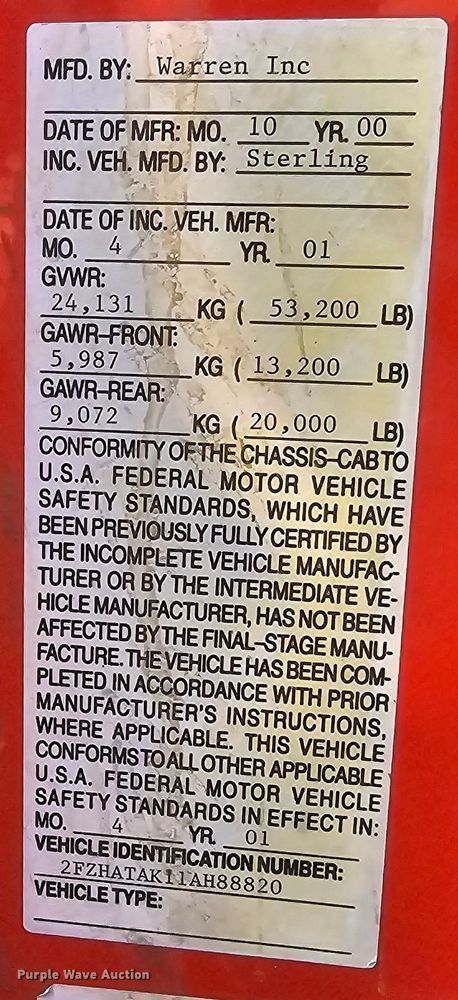 MFD. BY: Warren Inc
DATE OF MFR: MO. 10 YR. 00
INC. VEH. MFD. BY: Sterling
DATE OF INC. VEH. MFR:
MO. 4 YR. 01
GVWR:
24,131 KG ( 53,200 LB)
GAWR-FRONT:
5,987 KG ( 13,200 LB)
GAWR-REAR:
9,072 KG ( 20,000 LB)
CONFORMITY OF THE CHASSIS-CAB TO
U.S.A. FEDERAL MOTOR VEHICLE
SAFETY STANDARDS, WHICH HAVE
BEEN PREVIOUSLY FULLY CERTIFIED BY
THE INCOMPLETE VEHICLE MANUFAC-
TURER OR BY THE INTERMEDIATE VE-
HICLE MANUFACTURER, HAS NOT BEEN
AFFECTED BY THE FINAL-STAGE MANU-
FACTURE. THE VEHICLE HAS BEEN COM-
PLETED IN ACCORDANCE WITH PRIOR
MANUFACTURER'S INSTRUCTIONS,
WHERE APPLICABLE. THIS VEHICLE
CONFORMS TO ALL OTHER APPLICABLE
U.S.A. FEDERAL MOTOR VEHICLE
SAFETY STANDARDS IN EFFECT IN:
MO. 4 YR. 01
VEHICLE IDENTIFICATION NUMBER:
2FZHATAK11AH88820
VEHICLE TYPE:
Purple Wave Auction